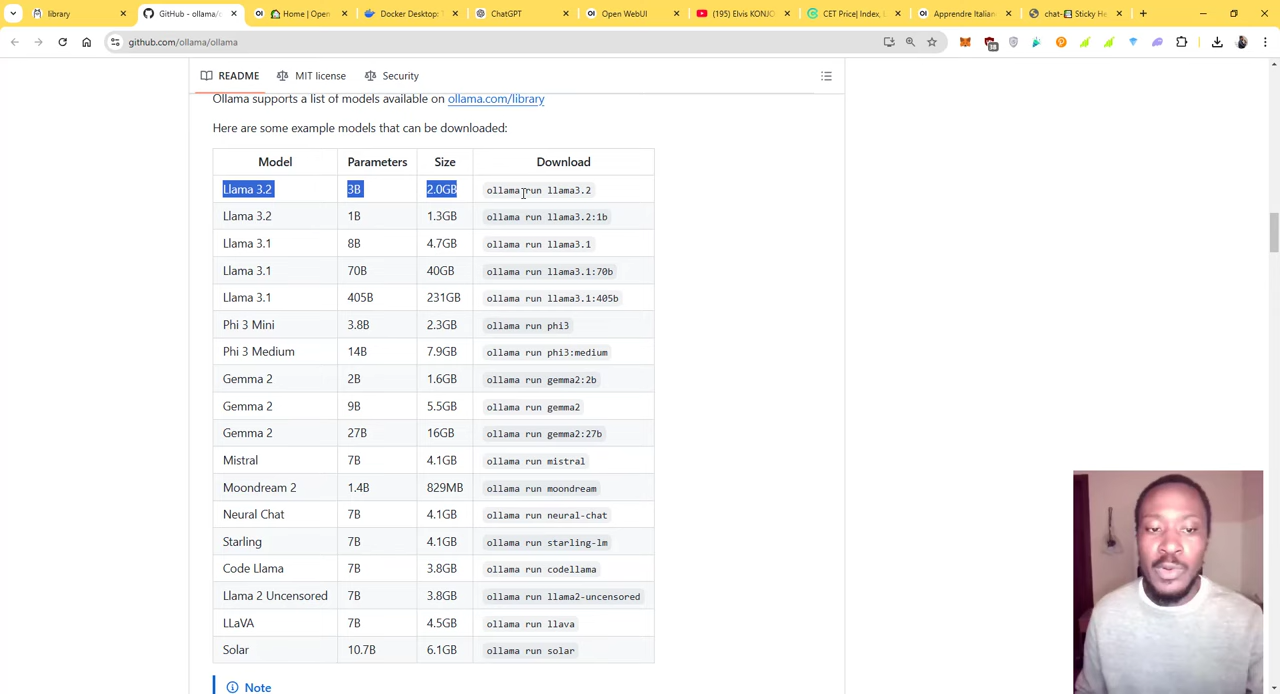 library
GitHub - ollama/c
Home | Open
Docker Desktop:
ChatGPT
Open WebUI
(195) Elvis KONJO
CET Price| Index, L
Apprendre Italian
chat-
Sticky He
github.com/ollama/ollama
README
MIT license
Security
Ollama supports a list of models available on ollama.com/library
Here are some example models that can be downloaded:
Model Parameters Size Download
Llama 3.2 3B 2.0GB ollama run llama3.2
Llama 3.2 1B 1.3GB ollama run llama3.2:1b
Llama 3.1 8B 4.7GB ollama run llama3.1
Llama 3.1 70B 40GB ollama run llama3.1:70b
Llama 3.1 405B 231GB ollama run llama3.1:405b
Phi 3 Mini 3.8B 2.3GB ollama run phi3
Phi 3 Medium 14B 7.9GB ollama run phi3:medium
Gemma 2 2B 1.6GB ollama run gemma2:2b
Gemma 2 9B 5.5GB ollama run gemma2
Gemma 2 27B 16GB ollama run gemma2:27b
Mistral 7B 4.1GB ollama run mistral
Moondream 2 1.4B 829MB ollama run moondream
Neural Chat 7B 4.1GB ollama run neural-chat
Starling 7B 4.1GB ollama run starling-lm
Code Llama 7B 3.8GB ollama run codellama
Llama 2 Uncensored 7B 3.8GB ollama run llama2-uncensored
LLaVA 7B 4.5GB ollama run llava
Solar 10.7B 6.1GB ollama run solar
Note